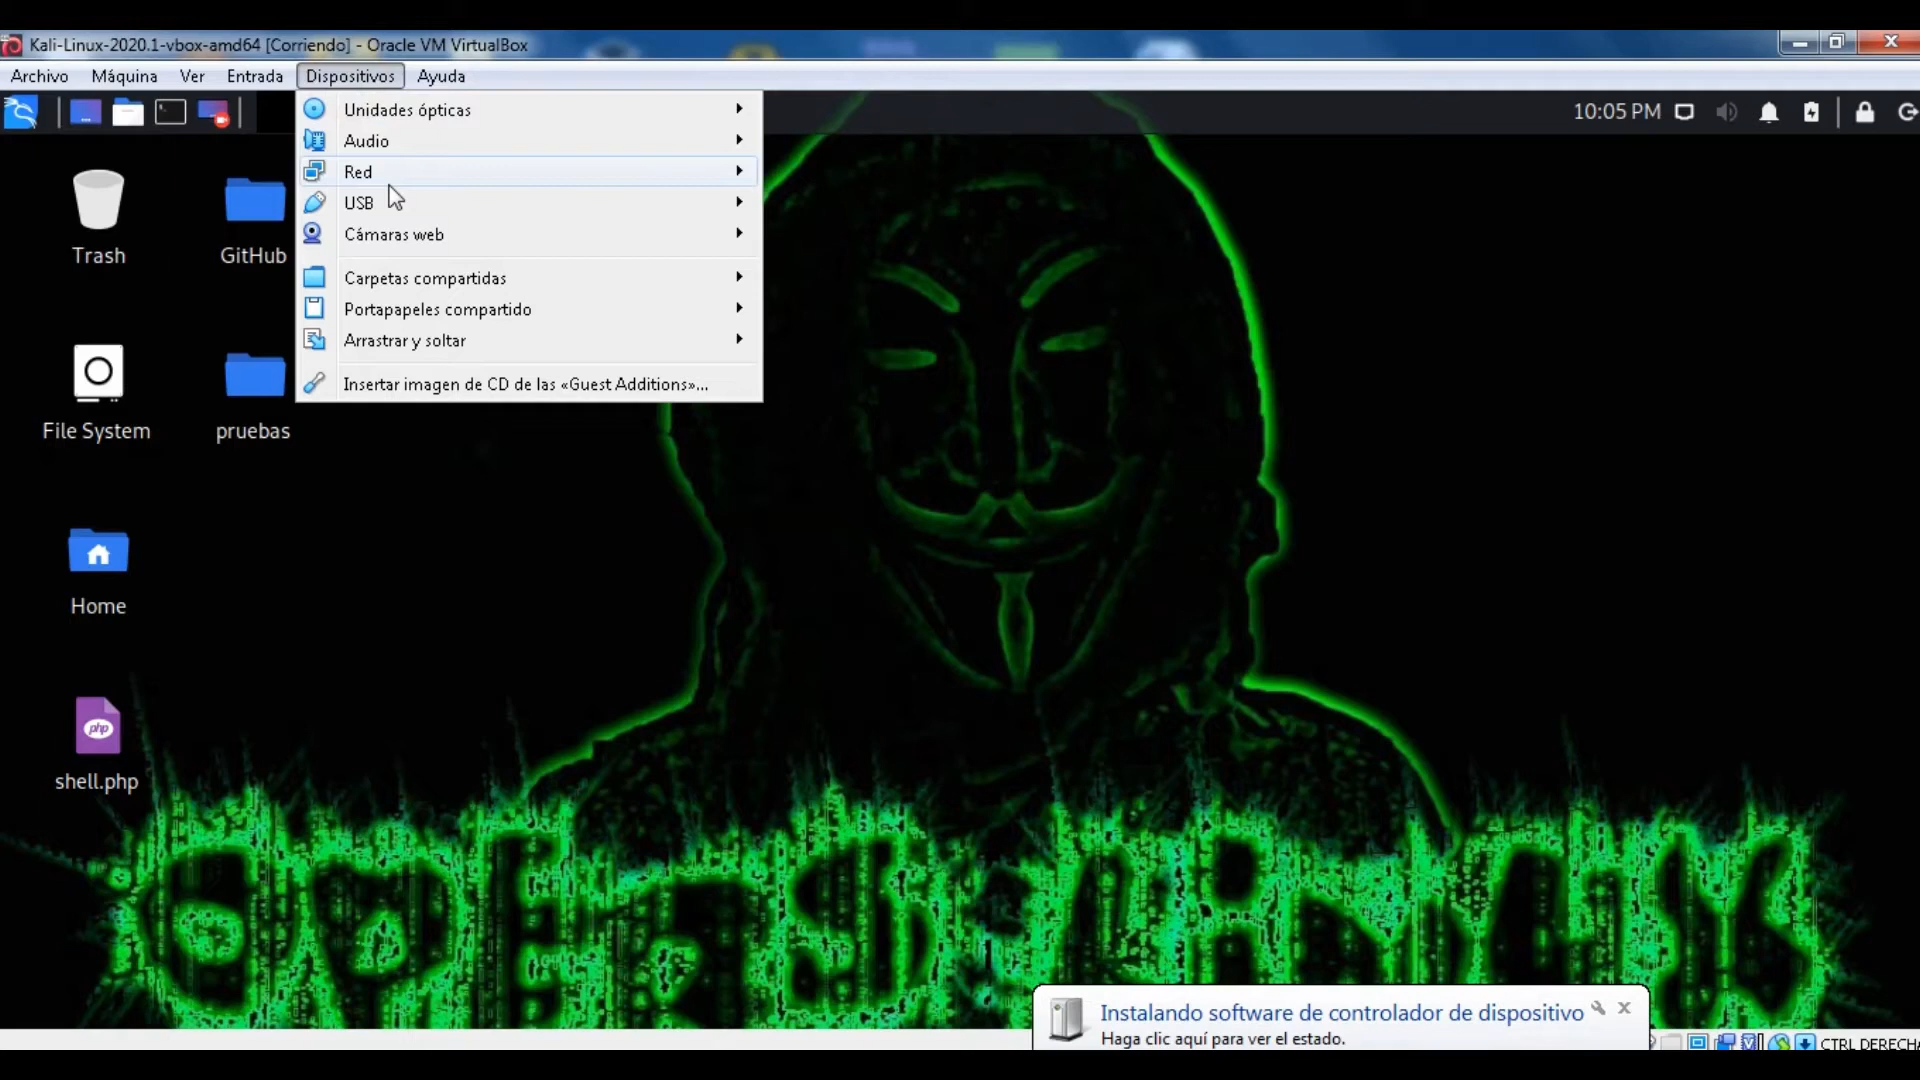 Kali-Linux-2020.1-vbox-amd64 [Corriendo] - Oracle VM VirtualBox
Archivo Máquina Ver Entrada Dispositivos Ayuda
10:05 PM
Unidades ópticas
Audio
Red
USB
Cámaras web
Carpetas compartidas
Portapapeles compartido
Arrastrar y soltar
Insertar imagen de CD de las «Guest Additions»...
Trash
GitHub
File System
pruebas
Home
shell.php
php
Instalando software de controlador de dispositivo
Haga clic aquí para ver el estado.
CTRL DERECHA